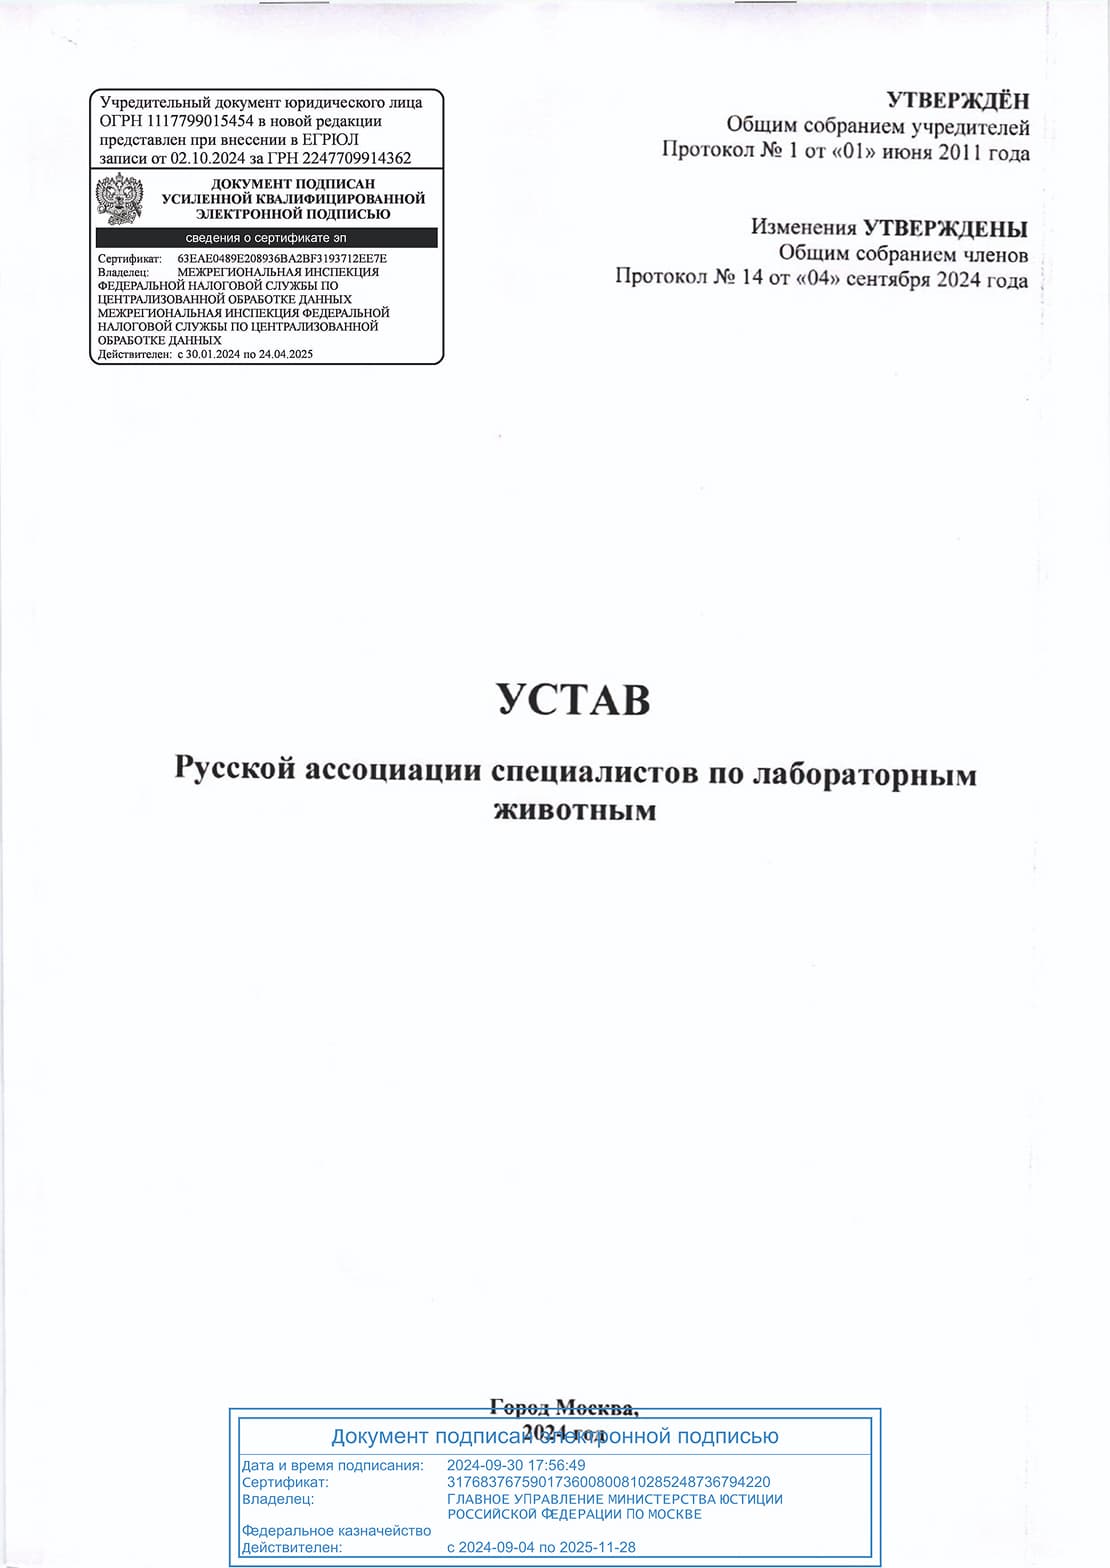 Учредительный документ юридического лица
ОГРН 1117799015454 в новой редакции
представлен при внесении в ЕГРЮЛ
записи от 02.10.2024 за ГРН 2247709914362
ДОКУМЕНТ ПОДПИСАН
УСИЛЕННОЙ КВАЛИФИЦИРОВАННОЙ
ЭЛЕКТРОННОЙ ПОДПИСЬЮ
сведения о сертификате эп
Сертификат: 63EAE0489E208936BA2BF3193712EE7E
Владелец: МЕЖРЕГИОНАЛЬНАЯ ИНСПЕКЦИЯ
ФЕДЕРАЛЬНОЙ НАЛОГОВОЙ СЛУЖБЫ ПО
ЦЕНТРАЛИЗОВАННОЙ ОБРАБОТКЕ ДАННЫХ
МЕЖРЕГИОНАЛЬНАЯ ИНСПЕКЦИЯ ФЕДЕРАЛЬНОЙ
НАЛОГОВОЙ СЛУЖБЫ ПО ЦЕНТРАЛИЗОВАННОЙ
ОБРАБОТКЕ ДАННЫХ
Действителен: с 30.01.2024 по 24.04.2025
УТВЕРЖДЁН
Общим собранием учредителей
Протокол № 1 от «01» июня 2011 года
Изменения УТВЕРЖДЕНЫ
Общим собранием членов
Протокол № 14 от «04» сентября 2024 года
УСТАВ
Русской ассоциации специалистов по лабораторным
животным
Город Москва,
2024 год
Документ подписан электронной подписью
Дата и время подписания: 2024-09-30 17:56:49
Сертификат: 317683767590173600800810285248736794220
Владелец: ГЛАВНОЕ УПРАВЛЕНИЕ МИНИСТЕРСТВА ЮСТИЦИИ
РОССИЙСКОЙ ФЕДЕРАЦИИ ПО МОСКВЕ
Федеральное казначейство
Действителен: с 2024-09-04 по 2025-11-28